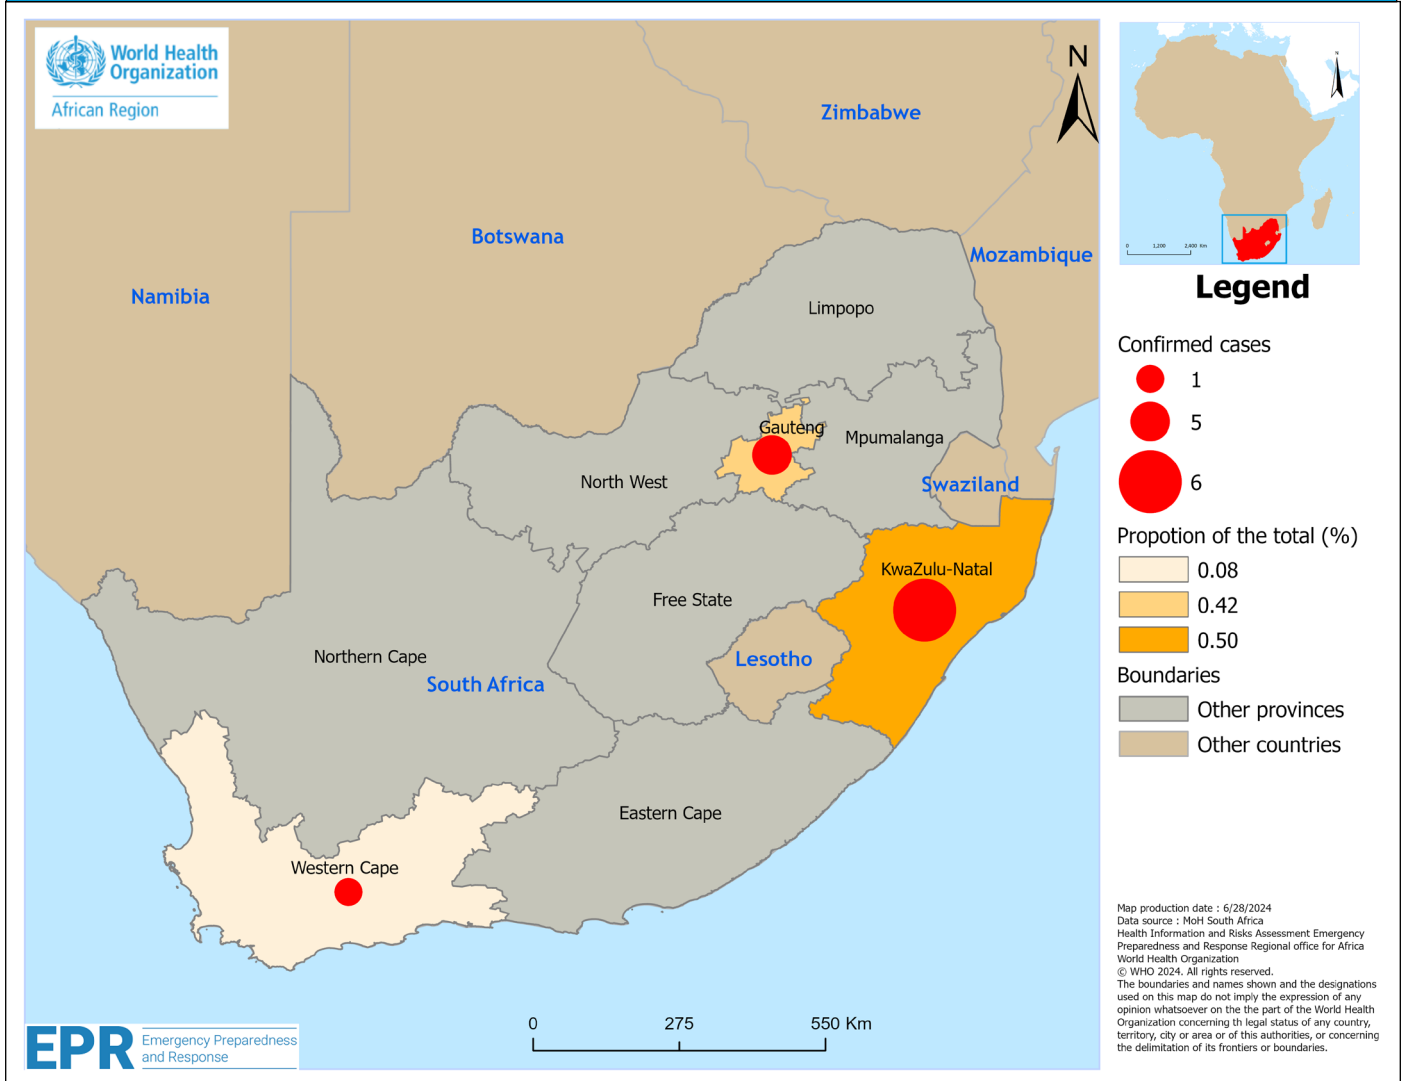 World Health
Organization
African Region
N
Zimbabwe
Botswana
Mozambique
Namibia
Limpopo
Gauteng
Mpumalanga
North West
Swaziland
KwaZulu-Natal
Free State
Northern Cape
Lesotho
South Africa
Eastern Cape
Western Cape
0 275 550 Km
EPR
Emergency Preparedness
and Response
N
0 1,200 2,400 Km
Legend
Confirmed cases
1
5
6
Propotion of the total (%)
0.08
0.42
0.50
Boundaries
Other provinces
Other countries
Map production date : 6/28/2024
Data source : MoH South Africa
Health Information and Risks Assessment Emergency
Preparedness and Response Regional office for Africa
World Health Organization
© WHO 2024. All rights reserved.
The boundaries and names shown and the designations
used on this map do not imply the expression of any
opinion whatsoever on the the part of the World Health
Organization concerning th legal status of any country,
territory, city or area or of this authorities, or concerning
the delimitation of its frontiers or boundaries.